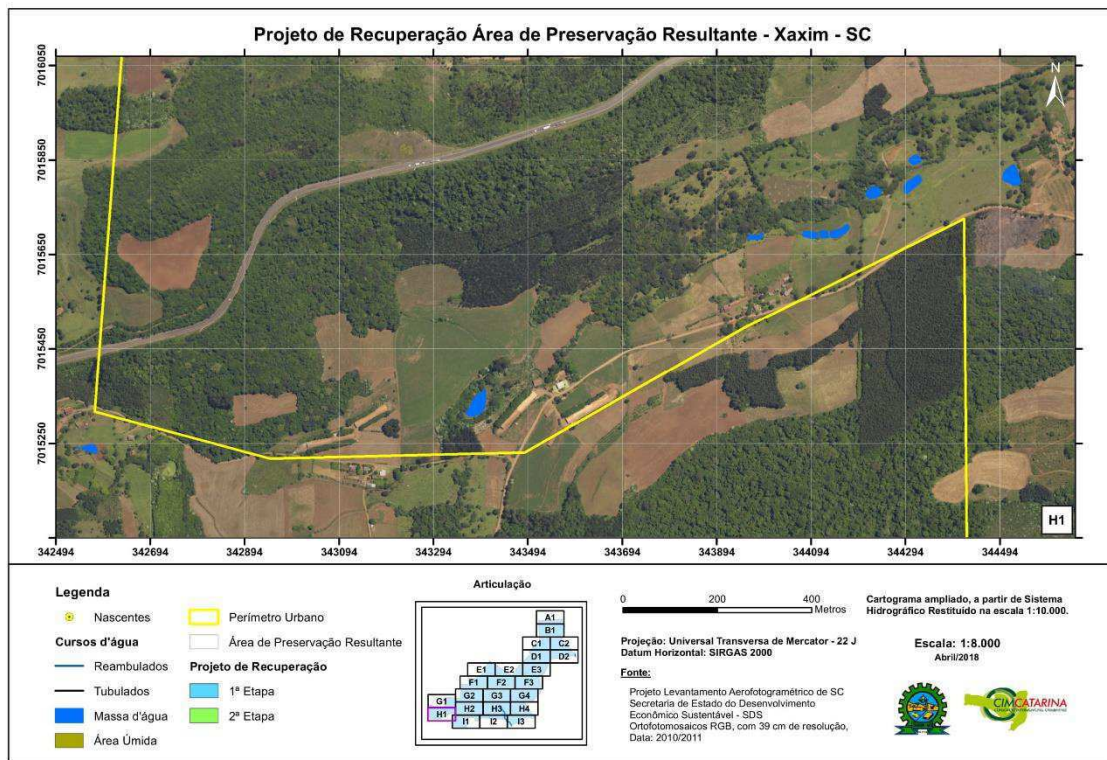 Projeto de Recuperação Área de Preservação Resultante - Xaxim - SC
7016050
7015850
7015650
7015450
7015250
N
H1
342494 342694 342894 343094 343294 343494 343694 343894 344094 344294 344494
Legenda
Nascentes
Cursos d'água
Reambulados
Tubulados
Massa d'água
Área Úmida
Perímetro Urbano
Área de Preservação Resultante
Projeto de Recuperação
1ª Etapa
2ª Etapa
Articulação
A1
B1
C1 C2
D1 D2
E1 E2 E3
F1 F2 F3
G1 G2 G3 G4
H1 H2 H3 H4
I1 I2 I3
0 200 400
Metros
Projeção: Universal Transversa de Mercator - 22 J
Datum Horizontal: SIRGAS 2000
Fonte:
Projeto Levantamento Aerofotogramétrico de SC
Secretaria de Estado do Desenvolvimento
Econômico Sustentável - SDS
Ortofotomosaicos RGB, com 39 cm de resolução,
Data: 2010/2011
Cartograma ampliado, a partir de Sistema
Hidrográfico Restituído na escala 1:10.000.
Escala: 1:8.000
Abril/2018
CIMCATARINA